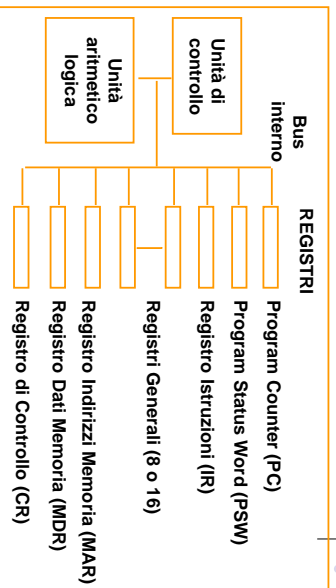 Bus
interno
REGISTRI
Unità di
controllo
Unità
aritmetico
logica
Program Counter (PC)
Program Status Word (PSW)
Registro Istruzioni (IR)
Registri Generali (8 o 16)
Registro Indirizzi Memoria (MAR)
Registro Dati Memoria (MDR)
Registro di Controllo (CR)